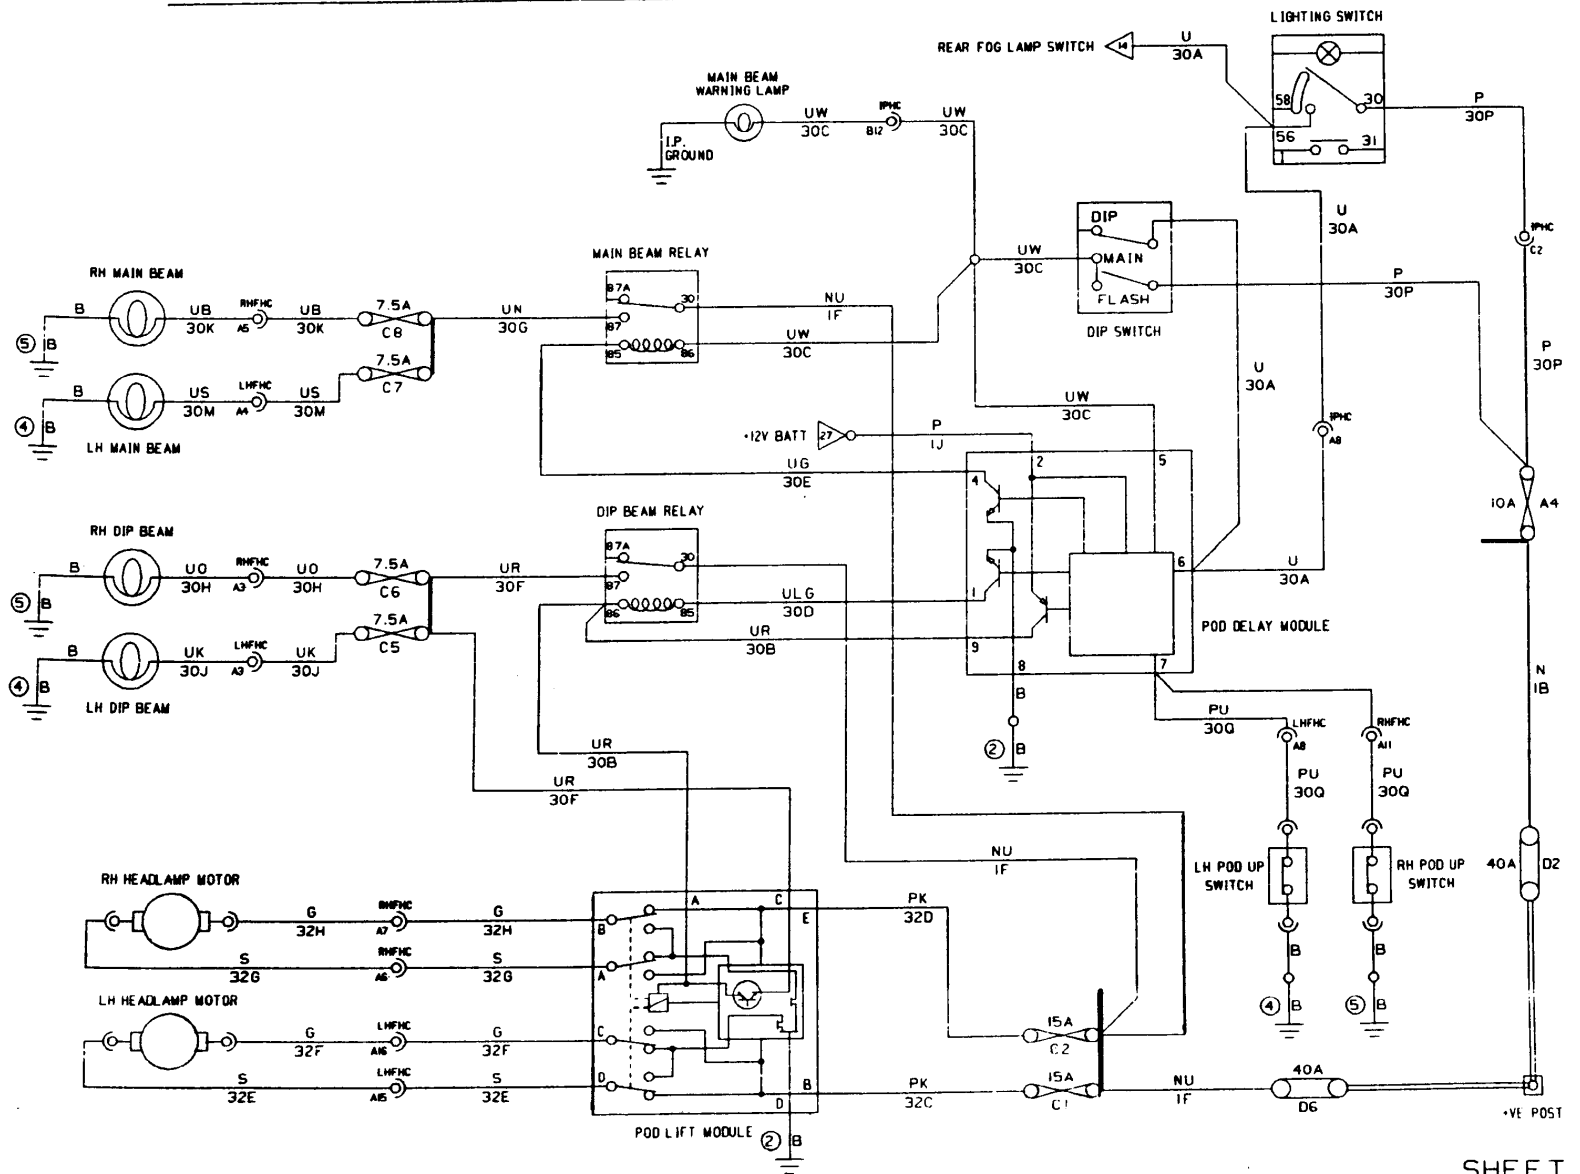 LIGHTING SWITCH
REAR FOG LAMP SWITCH
14
U
30A
58
30
56
31
P
30P
MAIN BEAM
WARNING LAMP
UW
30C
IPHC
B12
UW
30C
I.P.
GROUND
U
30A
IPHC
C2
DIP
MAIN
FLASH
DIP SWITCH
UW
30C
P
30P
MAIN BEAM RELAY
87A
30
87
85
86
NU
1F
UW
30C
RH MAIN BEAM
B
UB
30K
RHFHC
A5
UB
30K
7.5A
C8
UN
30G
5
B
7.5A
C7
B
US
30M
LHFHC
A4
US
30M
4
B
LH MAIN BEAM
P
30P
U
30A
UW
30C
+12V BATT
27
P
1J
IPHC
A8
UG
30E
4
2
5
10A
A4
DIP BEAM RELAY
87A
30
87
86
85
RH DIP BEAM
B
UO
30H
RHFHC
A3
UO
30H
7.5A
C6
UR
30F
5
B
7.5A
C5
B
UK
30J
LHFHC
A3
UK
30J
4
B
LH DIP BEAM
ULG
30D
1
UR
30B
9
6
U
30A
POD DELAY MODULE
8
7
B
2
B
N
1B
PU
30Q
LHFHC
A8
RHFHC
A11
PU
30Q
PU
30Q
UR
30B
UR
30F
NU
1F
LH POD UP
SWITCH
RH POD UP
SWITCH
40A
D2
B
B
4
B
5
B
RH HEADLAMP MOTOR
G
32H
RHFHC
A7
G
32H
S
32G
RHFHC
A6
S
32G
LH HEADLAMP MOTOR
G
32F
LHFHC
A16
G
32F
S
32E
LHFHC
A15
S
32E
A
C
E
B
A
C
D
B
D
PK
32D
PK
32C
15A
C2
15A
C1
NU
1F
40A
D6
+VE POST
POD LIFT MODULE
2
B
SHEET